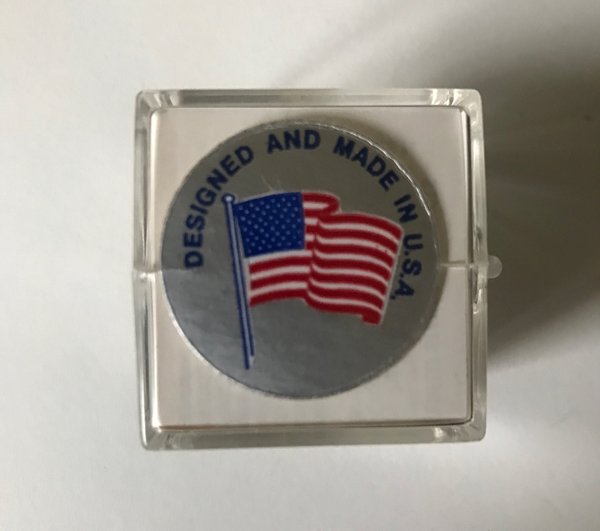 DESIGNED AND MADE IN U.S.A.